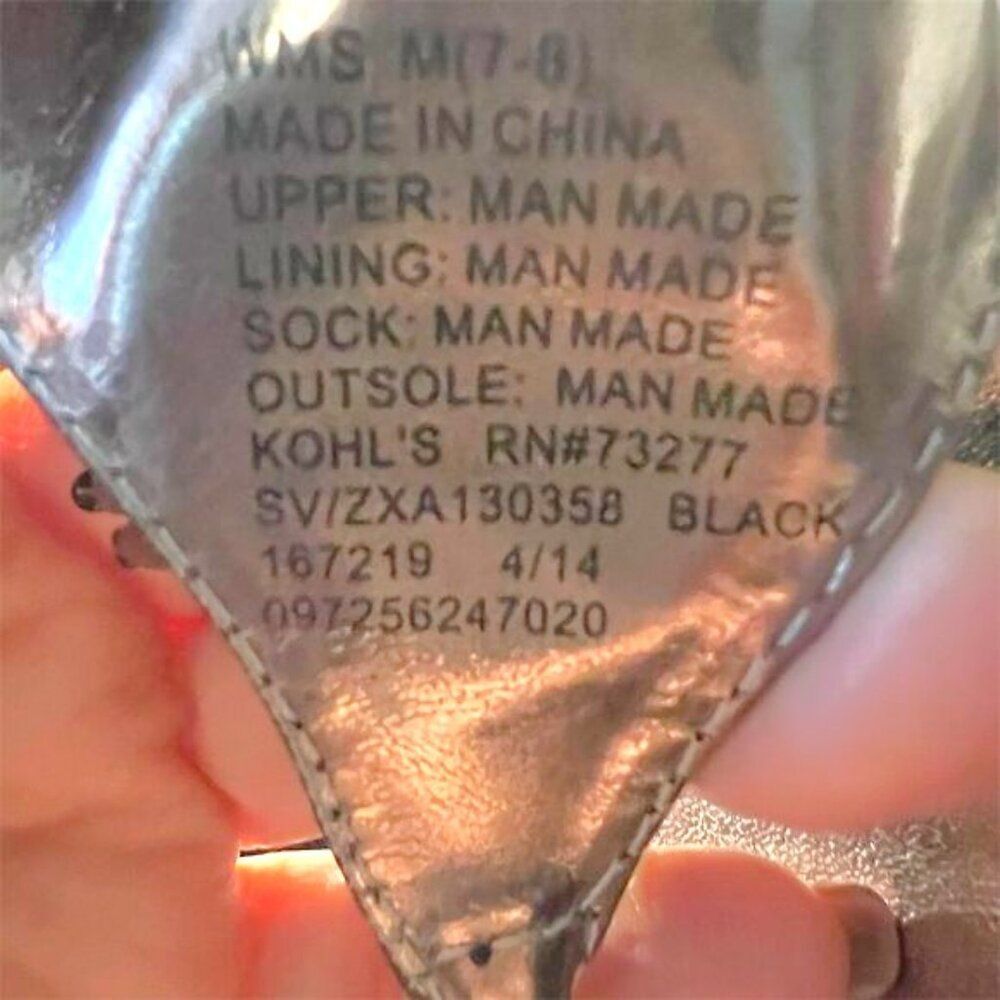 WMS M(7-8)
MADE IN CHINA
UPPER: MAN MADE
LINING: MAN MADE
SOCK: MAN MADE
OUTSOLE: MAN MADE
KOHL'S RN#73277
SV/ZXA130358 BLACK
167219 4/14
097256247020